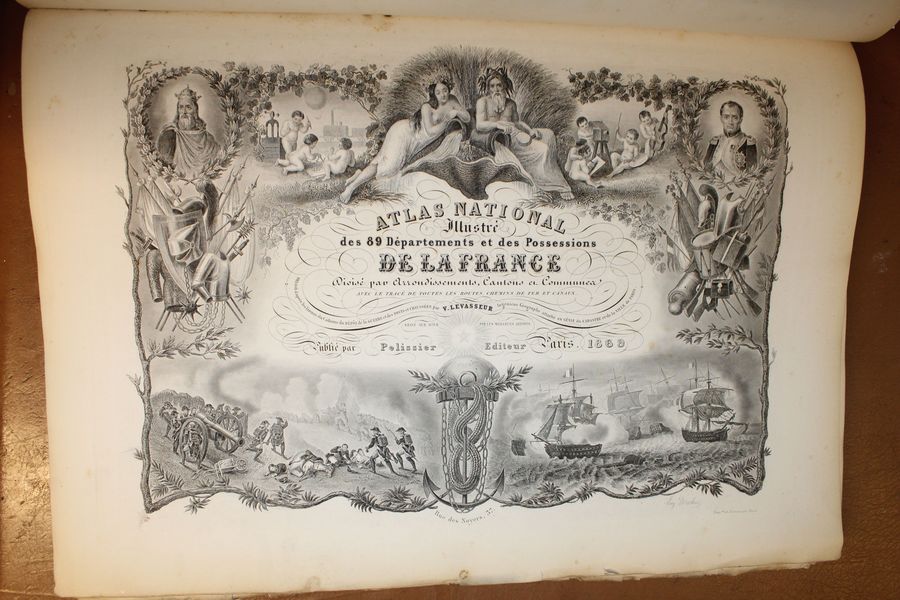 ATLAS NATIONAL
Illustré
des 89 Départements et des Possessions
DE LA FRANCE
Divisé par Arrondissements, Cantons et Communes
AVEC LE TRACÉ DE TOUTES LES ROUTES, CHEMINS DE FER ET CANAUX
V. LEVASSEUR
Publié par Pelissier Editeur Paris. 1869
Rue des Noyers, 37.